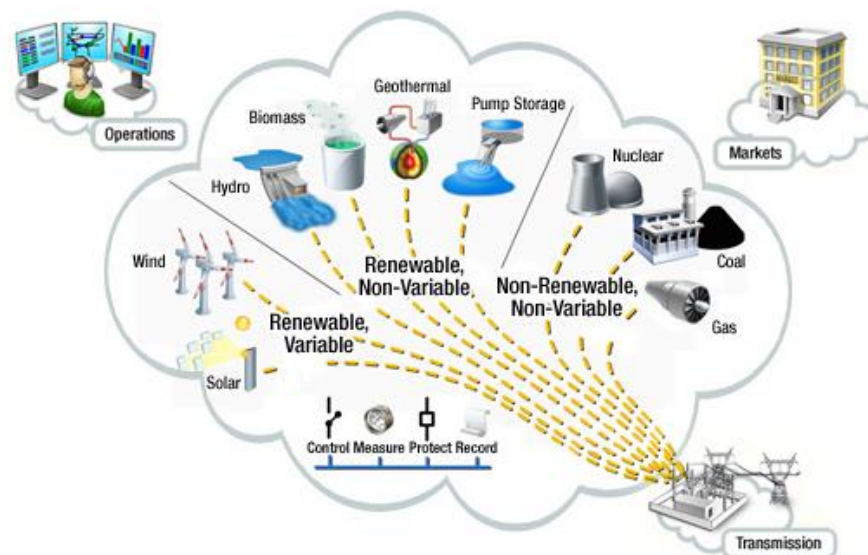 Operations
Markets
Geothermal
Biomass
Pump Storage
Hydro
Nuclear
Wind
Coal
Renewable,
Non-Variable
Non-Renewable,
Non-Variable
Renewable,
Variable
Gas
Solar
Control Measure Protect Record
Transmission